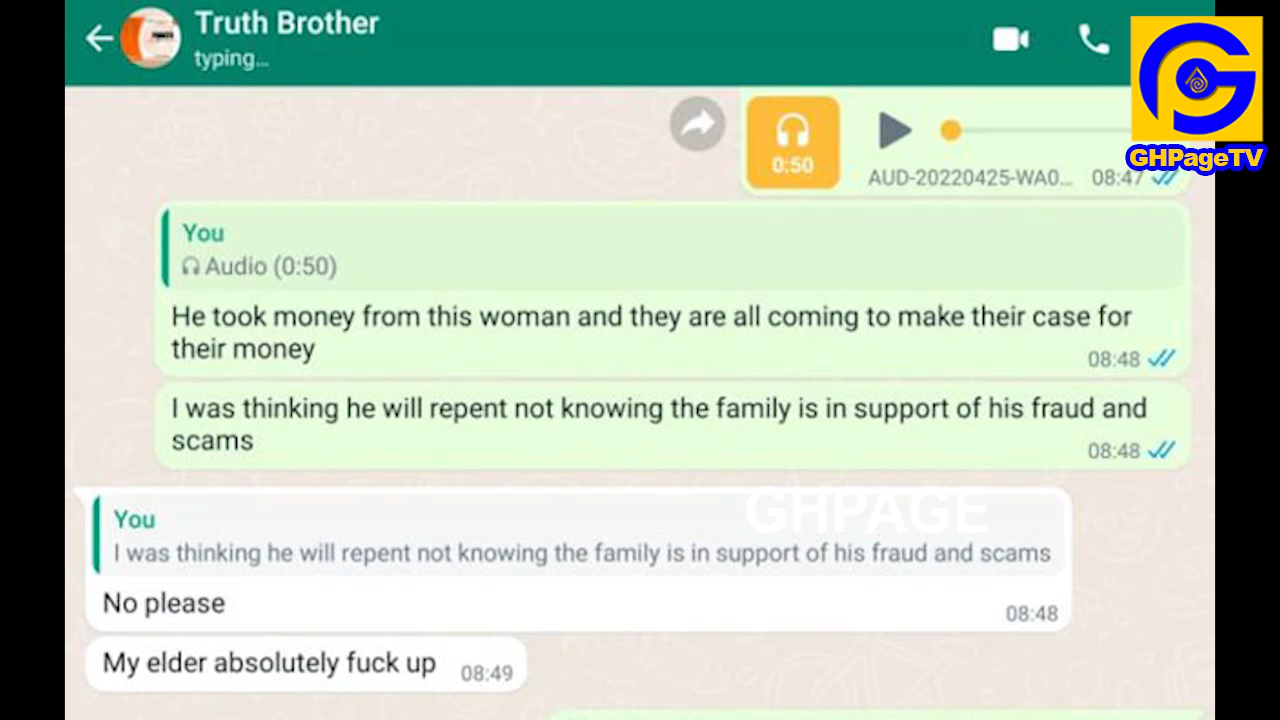 Truth Brother
typing...
GHPageTV
0:50
AUD-20220425-WA0... 08:47
You
Audio (0:50)
He took money from this woman and they are all coming to make their case for
their money
08:48
I was thinking he will repent not knowing the family is in support of his fraud and
scams
08:48
GHPAGE
You
I was thinking he will repent not knowing the family is in support of his fraud and scams
No please
08:48
My elder absolutely fuck up 08:49